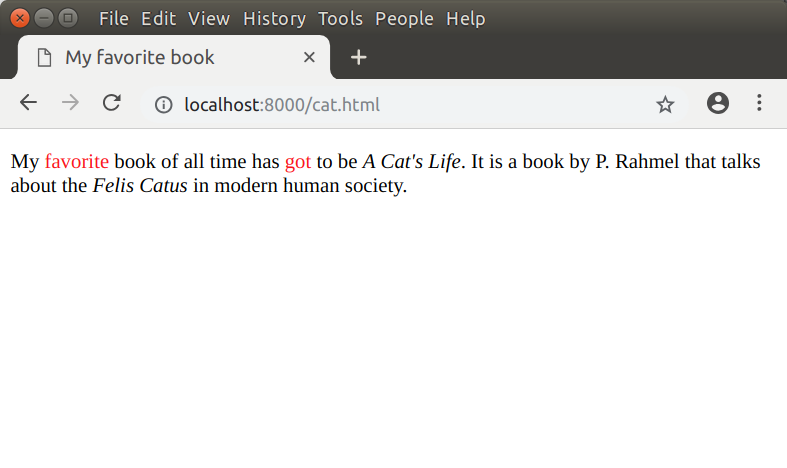 File Edit View History Tools People Help
My favorite book
localhost:8000/cat.html
My favorite book of all time has got to be A Cat's Life. It is a book by P. Rahmel that talks
about the Felis Catus in modern human society.